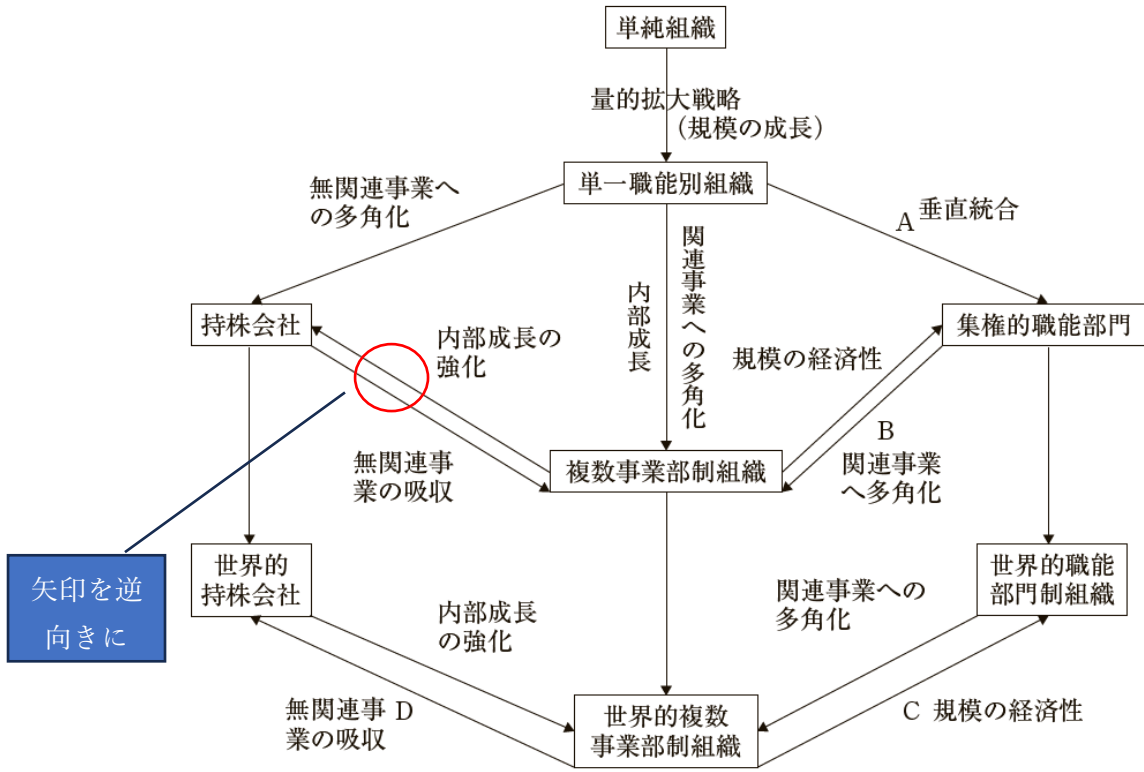 単純組織
量的拡大戦略
(規模の成長)
単一職能別組織
無関連事業へ
の多角化
関連事業への多角化
内部成長
A 垂直統合
持株会社
内部成長の
強化
無関連事
業の吸収
規模の経済性
集権的職能部門
B
関連事業
へ多角化
複数事業部制組織
矢印を逆
向きに
世界的
持株会社
内部成長
の強化
無関連事 D
業の吸収
関連事業への
多角化
世界的職能
部門制組織
C 規模の経済性
世界的複数
事業部制組織